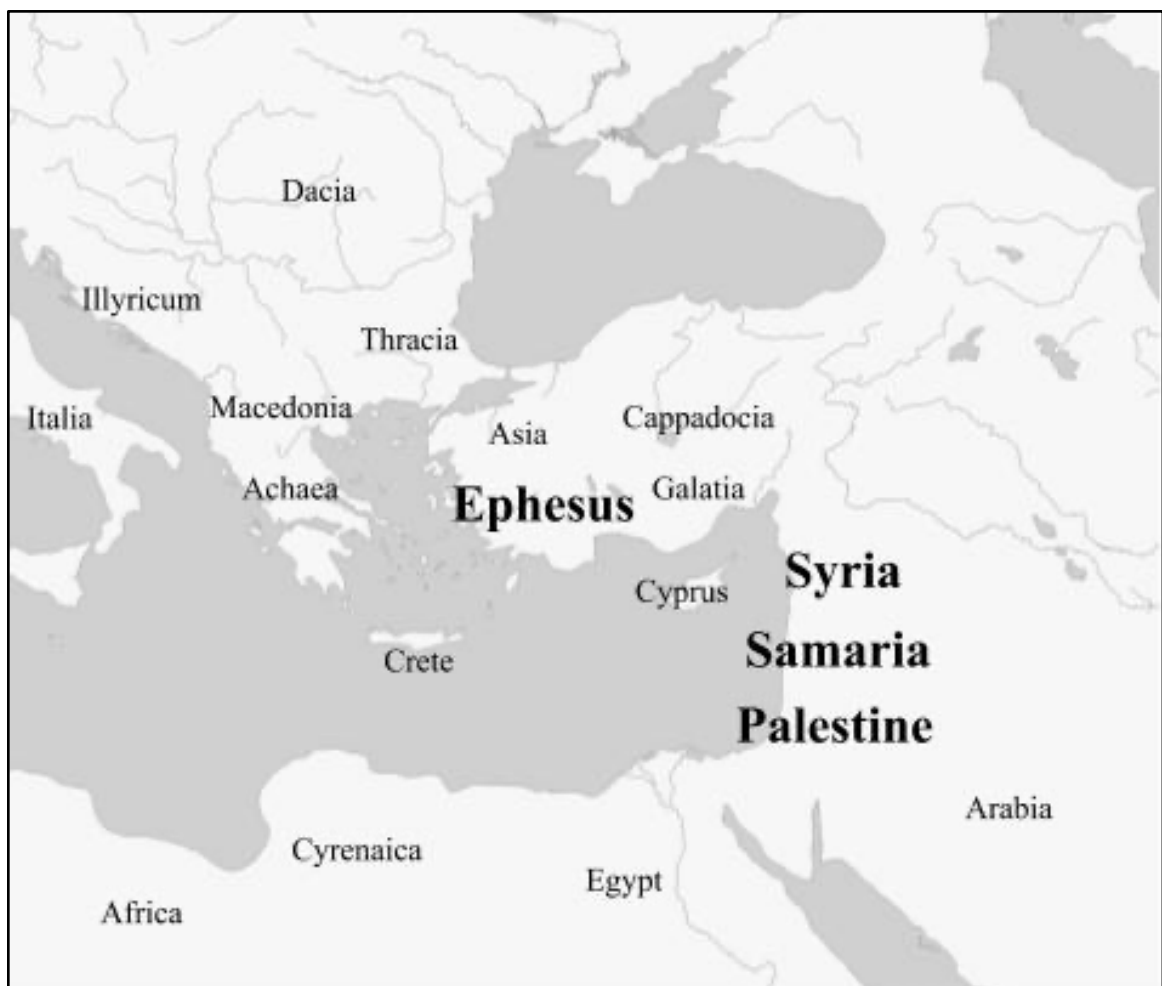 Dacia
Illyricum
Thracia
Italia
Macedonia
Asia
Cappadocia
Achaea
Ephesus
Galatia
Syria
Cyprus
Samaria
Crete
Palestine
Arabia
Cyrenaica
Egypt
Africa